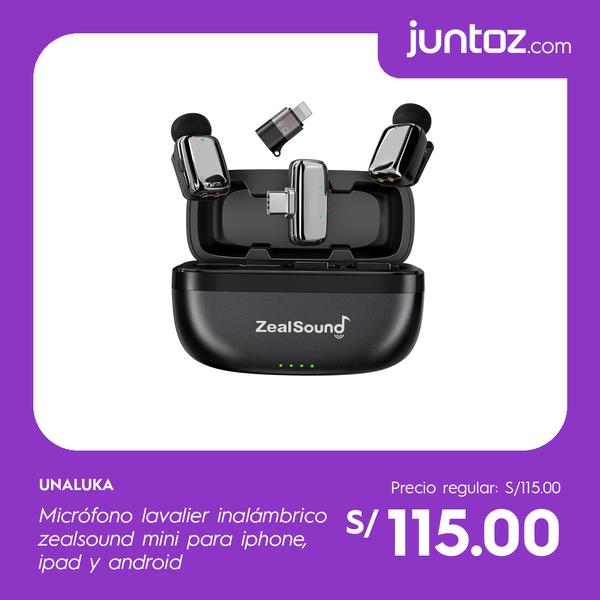 juntoz.com
ZealSound
UNALUKA
Micrófono lavalier inalámbrico
zealsound mini para iphone,
ipad y android
Precio regular: S/115.00
S/115.00